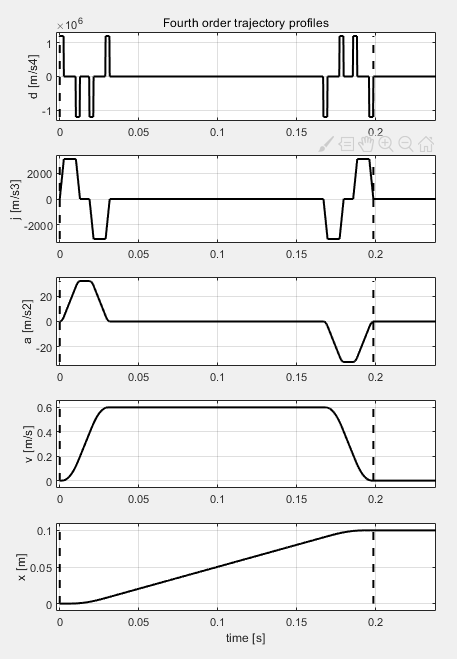 Fourth order trajectory profiles
×10⁶
d [m/s4]
1
0
-1
0 0.05 0.1 0.15 0.2
j [m/s3]
2000
0
-2000
0 0.05 0.1 0.15 0.2
a [m/s2]
20
0
-20
0 0.05 0.1 0.15 0.2
v [m/s]
0.6
0.4
0.2
0
0 0.05 0.1 0.15 0.2
x [m]
0.1
0.05
0
0 0.05 0.1 0.15 0.2
time [s]